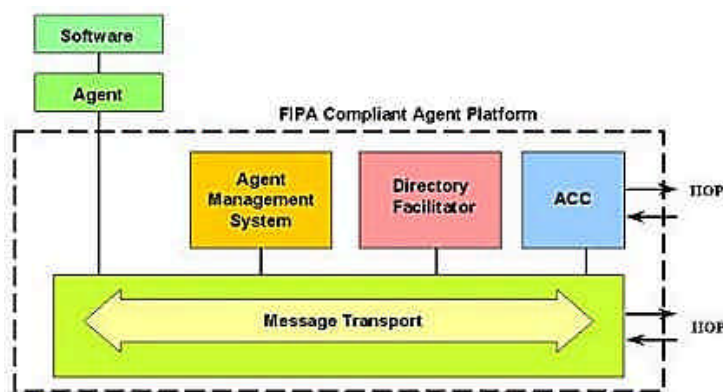 Software
Agent
FIPA Compliant Agent Platform
Agent
Management
System
Directory
Facilitator
ACC
IIOP
Message Transport
IIOP